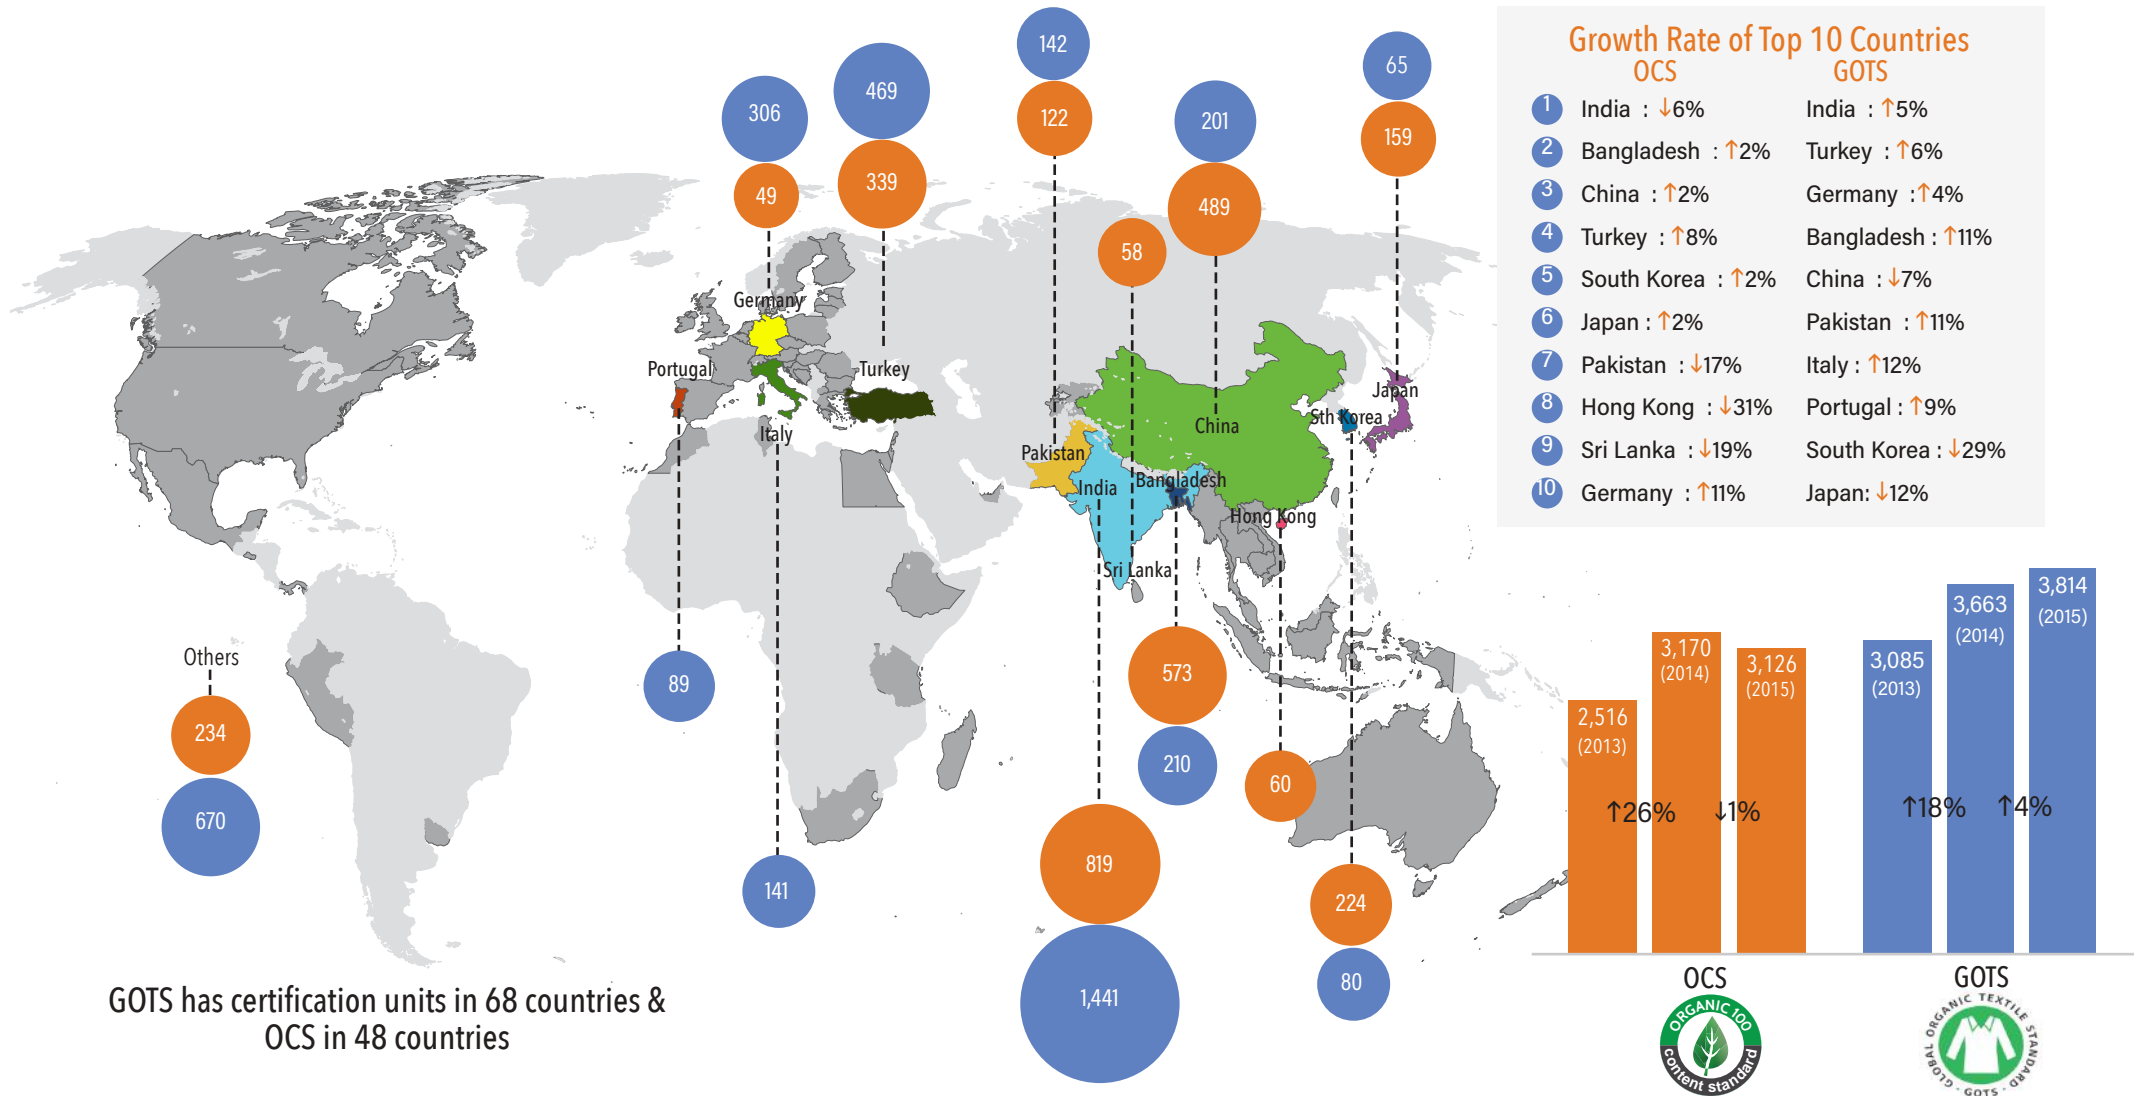 142
65
469
306
201
122
159
339
49
489
58
Growth Rate of Top 10 Countries
OCS GOTS
1 India : ↓6% India : ↑5%
2 Bangladesh : ↑2% Turkey : ↑6%
3 China : ↑2% Germany :↑4%
4 Turkey : ↑8% Bangladesh : ↑11%
5 South Korea : ↑2% China : ↓7%
6 Japan : ↑2% Pakistan : ↑11%
7 Pakistan : ↓17% Italy : ↑12%
8 Hong Kong : ↓31% Portugal : ↑9%
9 Sri Lanka : ↓19% South Korea : ↓29%
10 Germany : ↑11% Japan: ↓12%
Germany
Portugal
Turkey
Italy
Japan
Sth Korea
China
Pakistan
India
Bangladesh
Hong Kong
Sri Lanka
Others
234
670
89
141
573
210
60
819
1,441
224
80
2,516
(2013)
3,170
(2014)
3,126
(2015)
3,085
(2013)
3,663
(2014)
3,814
(2015)
↑26% ↓1%
↑18% ↑4%
OCS
GOTS
ORGANIC 100
content standard
GLOBAL ORGANIC TEXTILE STANDARD
· GOTS ·
GOTS has certification units in 68 countries &
OCS in 48 countries